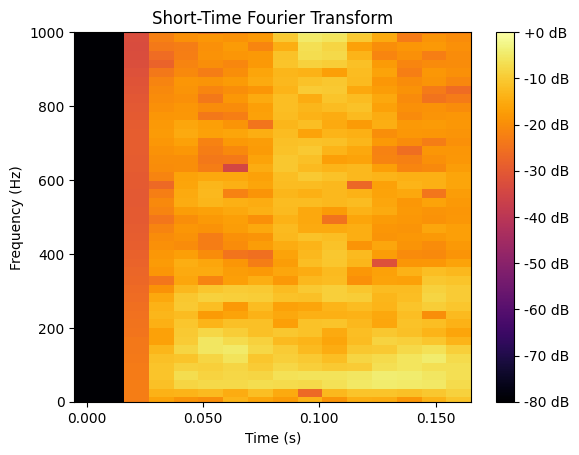 Short-Time Fourier Transform
1000
800
600
400
200
0
Frequency (Hz)
0.000
0.050
0.100
0.150
Time (s)
+0 dB
-10 dB
-20 dB
-30 dB
-40 dB
-50 dB
-60 dB
-70 dB
-80 dB